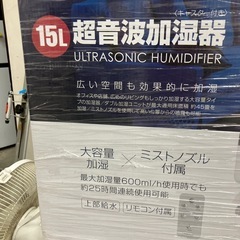 〈キャスター付き〉
15L 超音波加湿器
ULTRASONIC HUMIDIFIER
広い空間も効果的に加湿
大容量
加湿
×
ミストノズル
付属
最大加湿量600ml/h使用時でも
約25時間連続使用可能
上部給水
リモコン付属